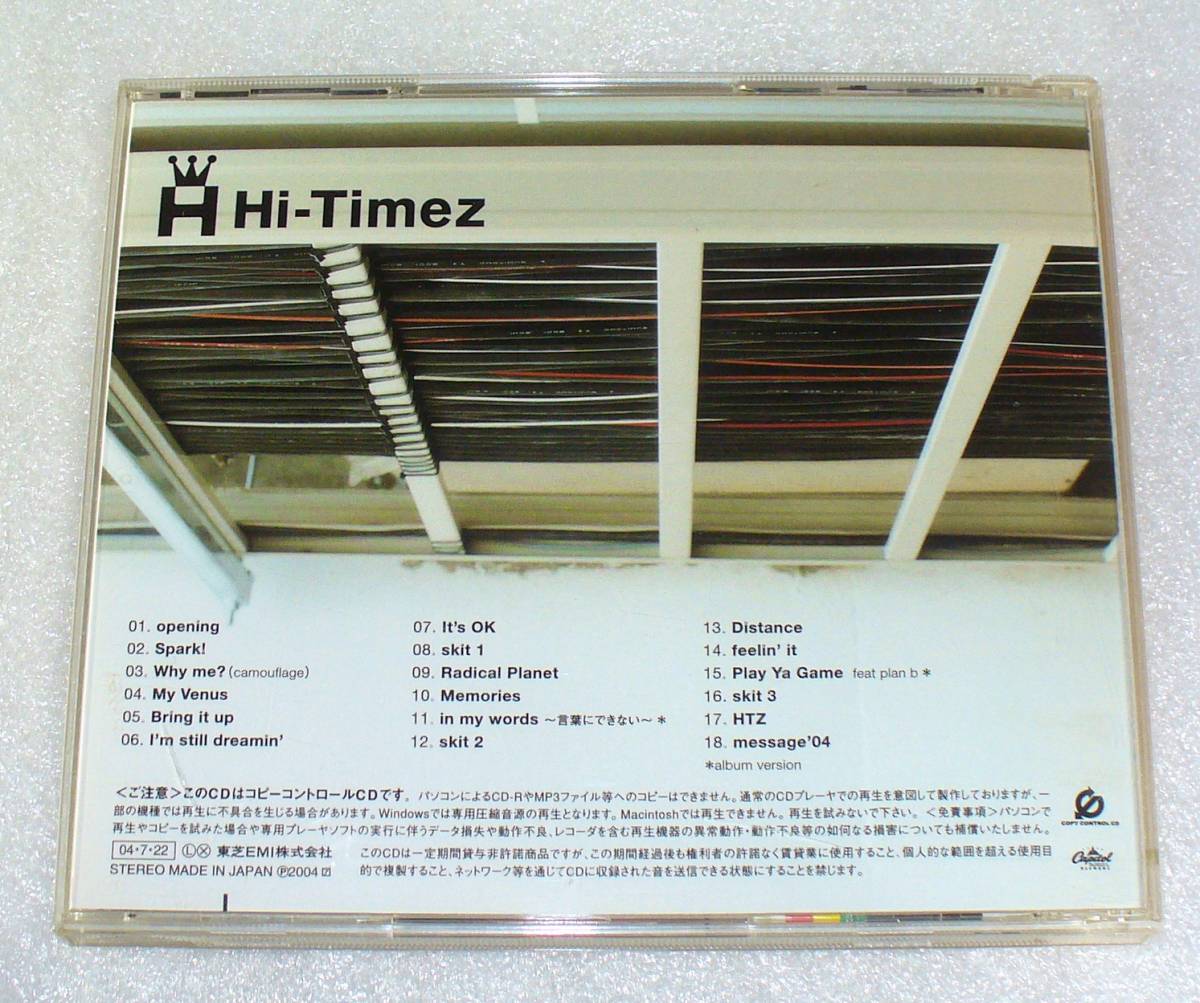 Hi-Timez
01. opening
02. Spark!
03. Why me? (camouflage)
04. My Venus
05. Bring it up
06. I'm still dreamin'
07. It's OK
08. skit 1
09. Radical Planet
10. Memories
11. in my words 〜言葉にできない〜 *
12. skit 2
13. Distance
14. feelin' it
15. Play Ya Game feat plan b *
16. skit 3
17. HTZ
18. message'04
*album version
<ご注意>このCDはコピーコントロールCDです。パソコンによるCD-RやMP3ファイル等へのコピーはできません。通常のCDプレーヤでの再生を意図して製作しておりますが、一
部の機種では再生に不具合を生じる場合があります。Windowsでは専用圧縮音源の再生となります。Macintoshでは再生できません。再生を試みないで下さい。<免責事項>パソコンで
再生やコピーを試みた場合や専用プレーヤソフトの実行に伴うデータ損失や動作不良、レコーダを含む再生機器の異常動作・動作不良等の如何なる損害についても補償いたしません。
COPY CONTROL CD
04・7・22 Ⓛⓧ 東芝EMI株式会社
STEREO MADE IN JAPAN ℗2004
このCDは一定期間貸与非許諾商品ですが、この期間経過後も権利者の許諾なく賃貸業に使用すること、個人的な範囲を超える使用目
的で複製すること、ネットワーク等を通じてCDに収録された音を送信できる状態にすることを禁じます。
Capitol